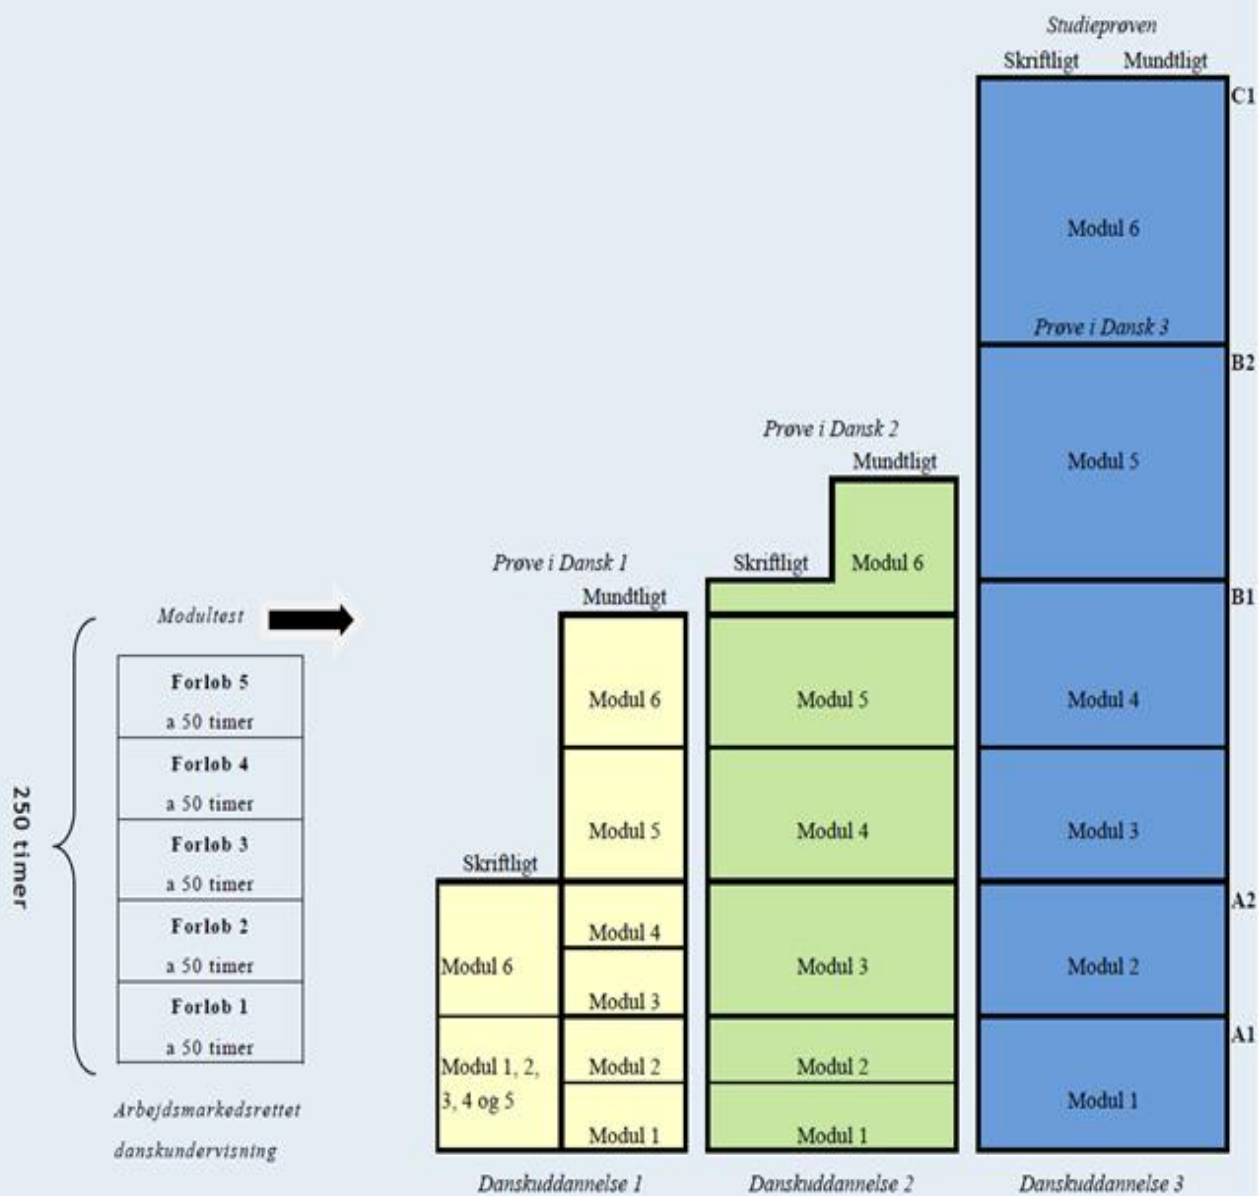 Studieprøven
Skriftligt Mundtligt
C1
Modul 6
Prøve i Dansk 3
B2
Modul 5
B1
Modul 4
Modul 3
A2
Modul 2
A1
Modul 1
Danskuddannelse 3
Prøve i Dansk 2
Mundtligt
Skriftligt
Modul 6
Modul 5
Modul 4
Modul 3
Modul 2
Modul 1
Danskuddannelse 2
Prøve i Dansk 1
Mundtligt
Modul 6
Modul 5
Skriftligt
Modul 4
Modul 6
Modul 3
Modul 1, 2,
3, 4 og 5
Modul 2
Modul 1
Danskuddannelse 1
Modultest
Forløb 5
a 50 timer
Forløb 4
a 50 timer
Forløb 3
a 50 timer
Forløb 2
a 50 timer
Forløb 1
a 50 timer
250 timer
Arbejdsmarkedsrettet
danskundervisning